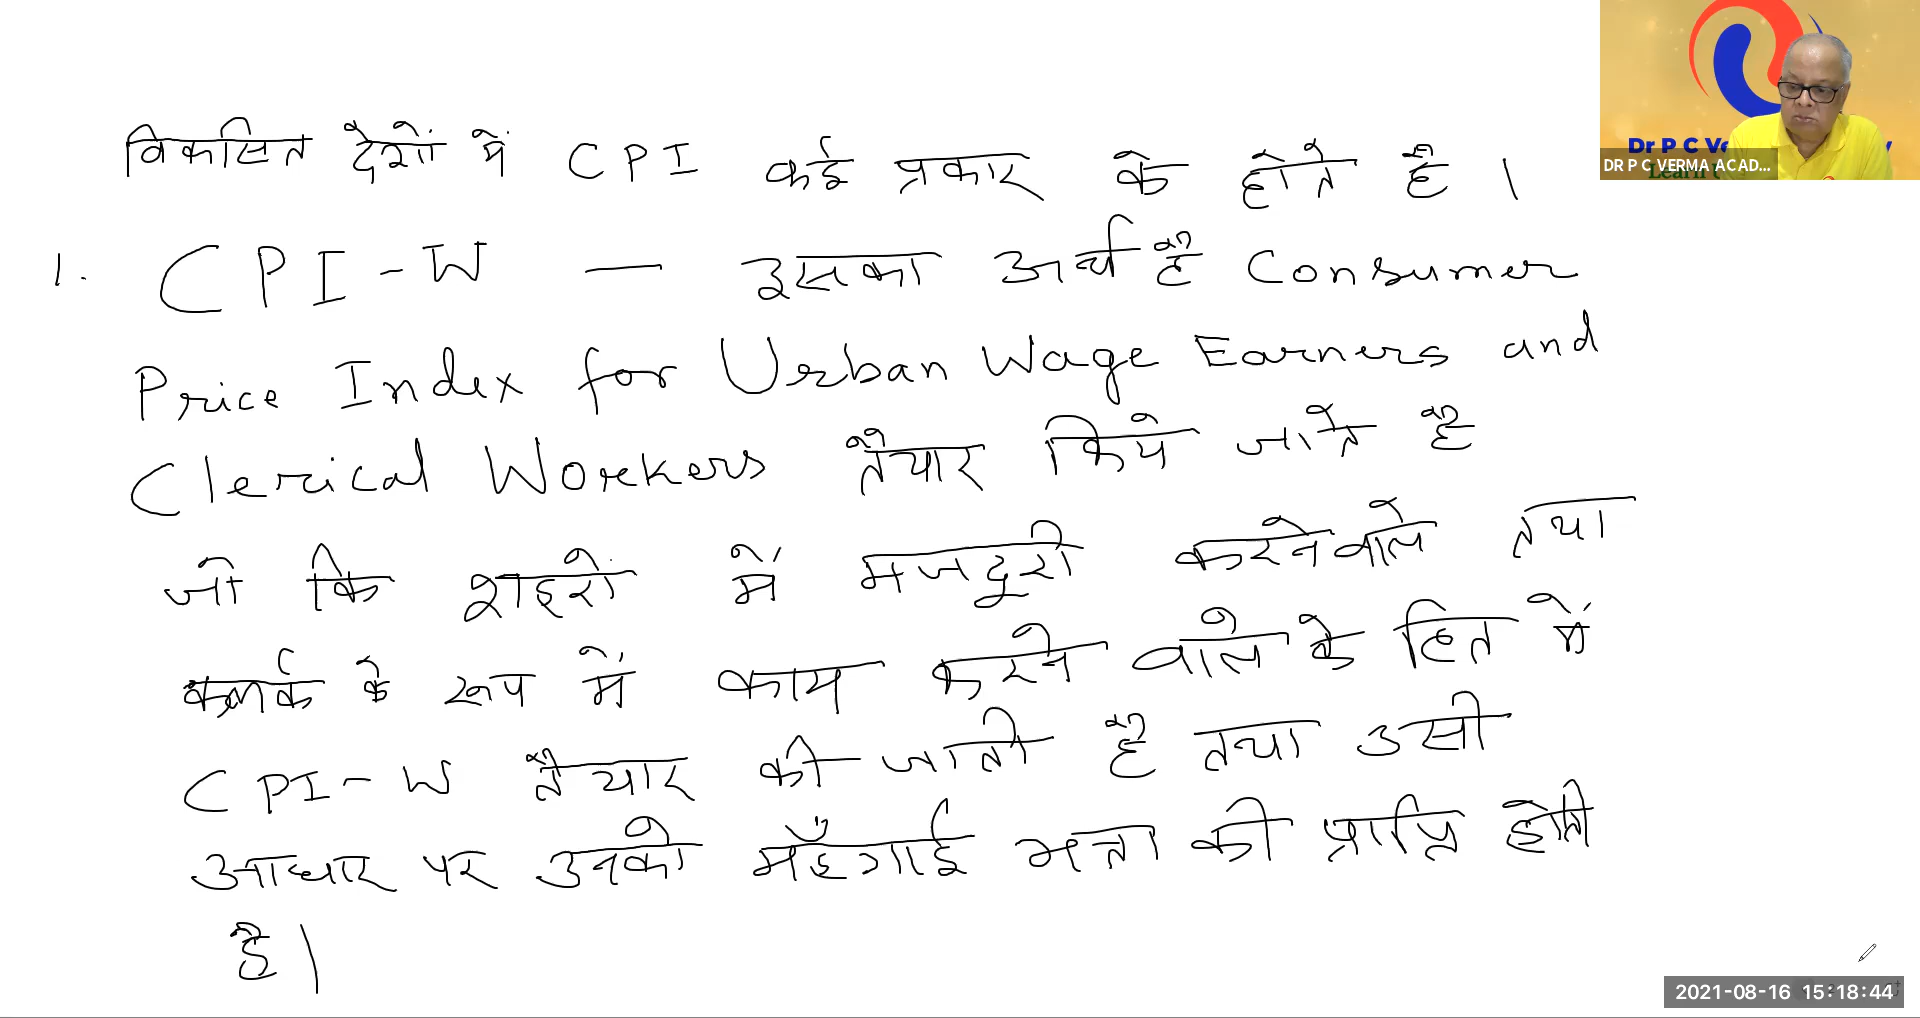 विकसित देशों में CPI कई प्रकार के होते हैं ।
1. CPI-W — इसका अर्थ है Consumer
Price Index for Urban Wage Earners and
Clerical Workers तैयार किये जाते है
जो कि शहरों में मजदूरी करनेवाले तथा
क्लर्क के रूप में काम करने वाले के हित में
CPI-W तैयार की जाती है तथा उसी
आधार पर उनको मँहगाई भत्ता की प्राप्ति होती
है।
Dr P C Ve
DR P C VERMA ACAD...
2021-08-16 15:18:44